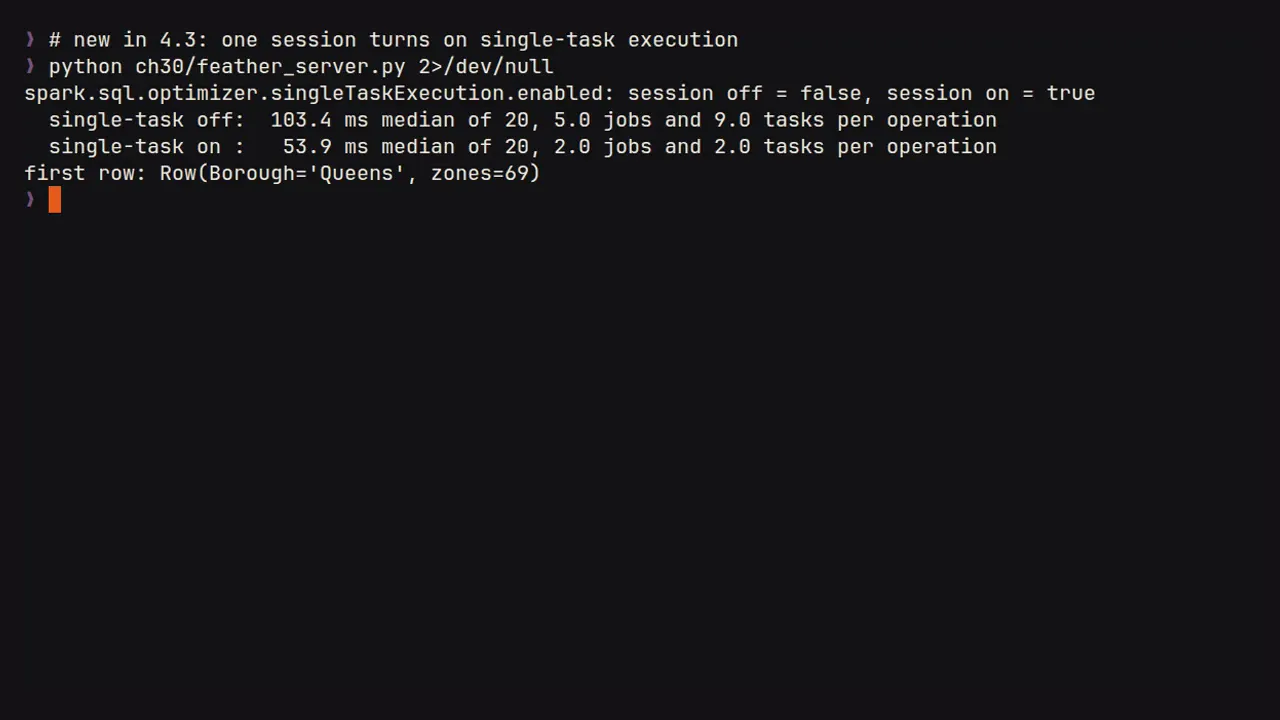 ❯ # new in 4.3: one session turns on single-task execution
❯ python ch30/feather_server.py 2>/dev/null
spark.sql.optimizer.singleTaskExecution.enabled: session off = false, session on = true
  single-task off:  103.4 ms median of 20, 5.0 jobs and 9.0 tasks per operation
  single-task on :   53.9 ms median of 20, 2.0 jobs and 2.0 tasks per operation
first row: Row(Borough='Queens', zones=69)
❯